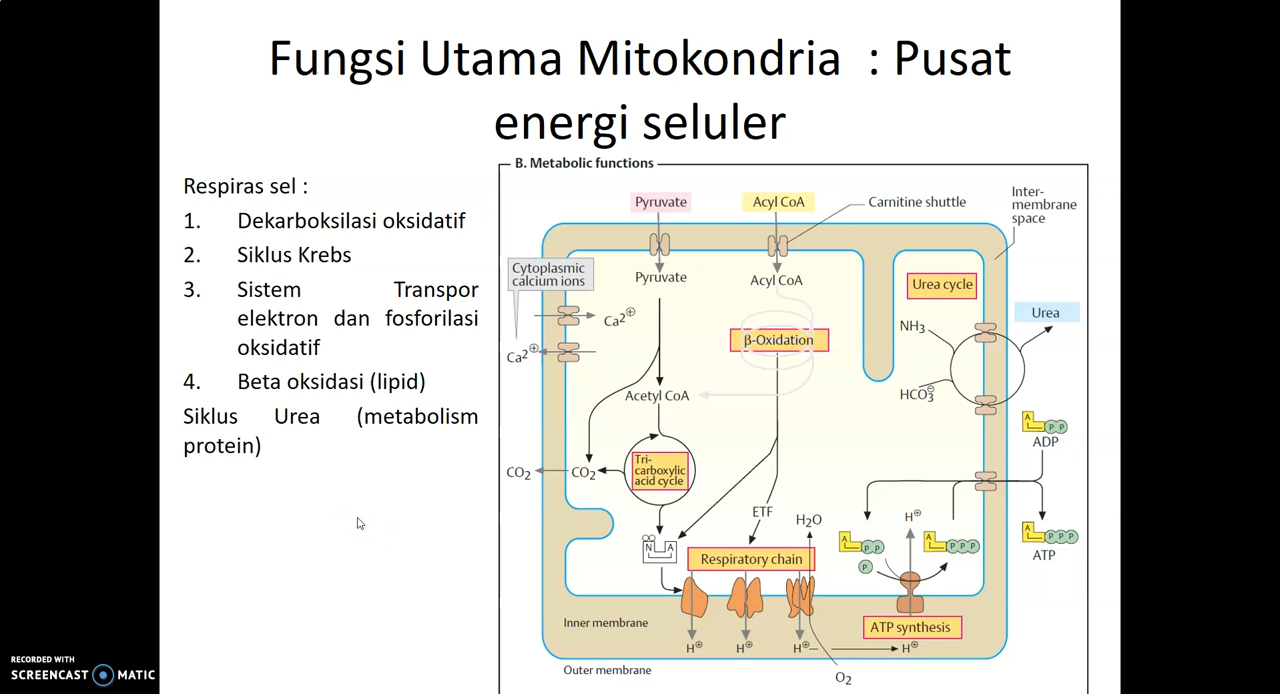 Fungsi Utama Mitokondria : Pusat
energi seluler
Respiras sel :
1. Dekarboksilasi oksidatif
2. Siklus Krebs
3. Sistem Transpor
elektron dan fosforilasi
oksidatif
4. Beta oksidasi (lipid)
Siklus Urea (metabolism
protein)
B. Metabolic functions
Pyruvate
Acyl CoA
Carnitine shuttle
Inter-
membrane
space
Cytoplasmic
calcium ions
Pyruvate
Acyl CoA
Urea cycle
Urea
Ca2⊕
Ca2⊕
NH3
β-Oxidation
HCO3⊖
Acetyl CoA
A
P P
ADP
CO2
CO2
Tri-
carboxylic
acid cycle
ETF
H2O
H⊕
A
P P
P
A
P P P
A
P P P
ATP
N A
Respiratory chain
Inner membrane
ATP synthesis
H⊕
H⊕
H⊕
H⊕
Outer membrane
O2
RECORDED WITH
SCREENCAST MATIC